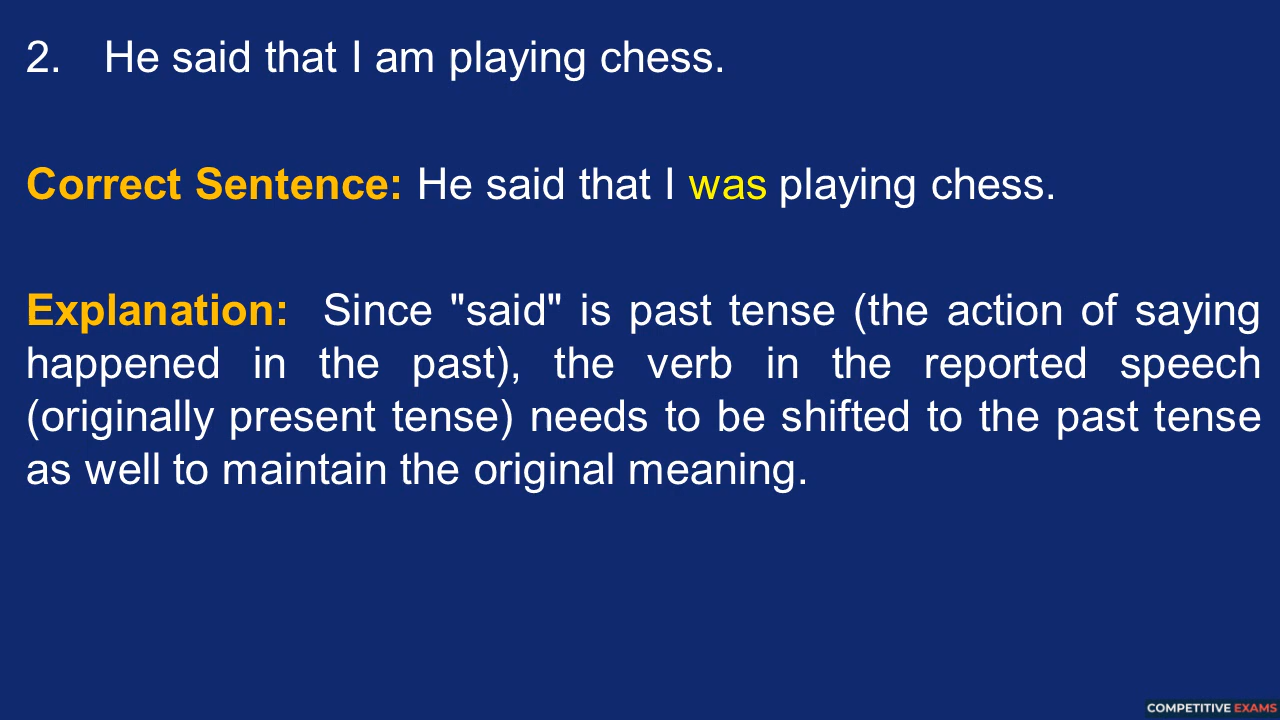 2. He said that I am playing chess.
Correct Sentence: He said that I was playing chess.
Explanation: Since "said" is past tense (the action of saying
happened in the past), the verb in the reported speech
(originally present tense) needs to be shifted to the past tense
as well to maintain the original meaning.
COMPETITIVE EXAMS